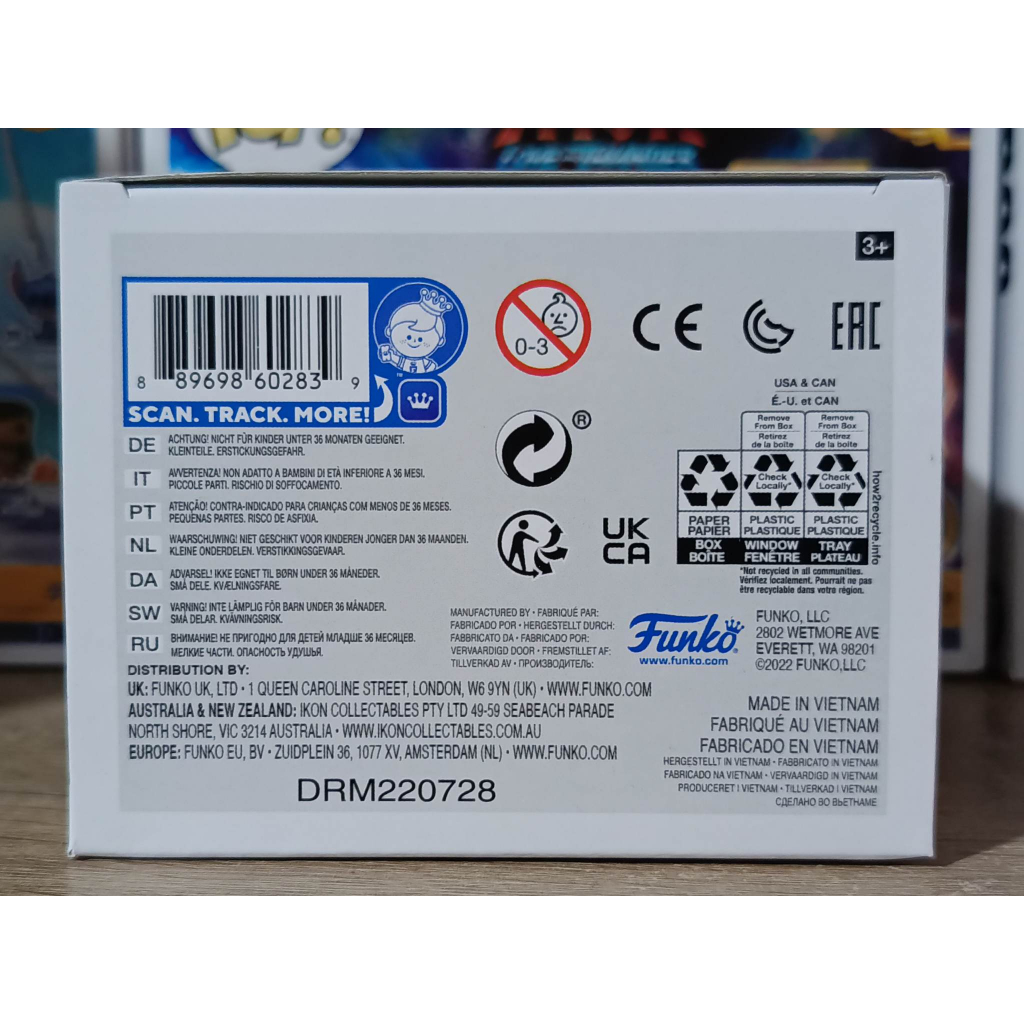 POP!
3+
8 89698 60283 9
SCAN. TRACK. MORE!
™
0-3
CE
EAC
®
UK
CA
USA & CAN
É.-U. et CAN
Remove From Box
Retirez de la boîte
Remove From Box
Retirez de la boîte
Check Locally*
Check Locally*
PAPER
PAPIER
BOX
BOÎTE
PLASTIC
PLASTIQUE
WINDOW
FENÊTRE
PLASTIC
PLASTIQUE
TRAY
PLATEAU
how2recycle.info
*Not recycled in all communities.
Vérifiez localement. Pourrait ne pas
être recyclable dans votre région.
DE ACHTUNG! NICHT FÜR KINDER UNTER 36 MONATEN GEEIGNET.
KLEINTEILE. ERSTICKUNGSGEFAHR.
IT AVVERTENZA! NON ADATTO A BAMBINI DI ETÀ INFERIORE A 36 MESI.
PICCOLE PARTI. RISCHIO DI SOFFOCAMENTO.
PT ATENÇÃO! CONTRA-INDICADO PARA CRIANÇAS COM MENOS DE 36 MESES.
PEQUENAS PARTES. RISCO DE ASFIXIA.
NL WAARSCHUWING! NIET GESCHIKT VOOR KINDEREN JONGER DAN 36 MAANDEN.
KLEINE ONDERDELEN. VERSTIKKINGSGEVAAR.
DA ADVARSEL! IKKE EGNET TIL BØRN UNDER 36 MÅNEDER.
SMÅ DELE. KVÆLNINGSFARE.
SW VARNING! INTE LÄMPLIG FÖR BARN UNDER 36 MÅNADER.
SMÅ DELAR. KVÄVNINGSRISK.
RU ВНИМАНИЕ! НЕ ПРИГОДНО ДЛЯ ДЕТЕЙ МЛАДШЕ 36 МЕСЯЦЕВ.
МЕЛКИЕ ЧАСТИ. ОПАСНОСТЬ УДУШЬЯ.
MANUFACTURED BY • FABRIQUÉ PAR:
FABRICADO POR • HERGESTELLT DURCH:
FABBRICATO DA • FABRICADO POR:
VERVAARDIGD DOOR • FREMSTILLET AF:
TILLVERKAD AV • ПРОИЗВОДИТЕЛЬ:
Funko
www.funko.com
FUNKO, LLC
2802 WETMORE AVE
EVERETT, WA 98201
©2022 FUNKO,LLC
DISTRIBUTION BY:
UK: FUNKO UK, LTD • 1 QUEEN CAROLINE STREET, LONDON, W6 9YN (UK) • WWW.FUNKO.COM
AUSTRALIA & NEW ZEALAND: IKON COLLECTABLES PTY LTD 49-59 SEABEACH PARADE
NORTH SHORE, VIC 3214 AUSTRALIA • WWW.IKONCOLLECTABLES.COM.AU
EUROPE: FUNKO EU, BV • ZUIDPLEIN 36, 1077 XV, AMSTERDAM (NL) • WWW.FUNKO.COM
MADE IN VIETNAM
FABRIQUÉ AU VIETNAM
FABRICADO EN VIETNAM
HERGESTELLT IN VIETNAM • FABBRICATO IN VIETNAM
FABRICADO NA VIETNAM • VERVAARDIGD IN VIETNAM
PRODUCERET I VIETNAM • TILLVERKAD I VIETNAM
СДЕЛАНО ВО ВЬЕТНАМЕ
DRM220728